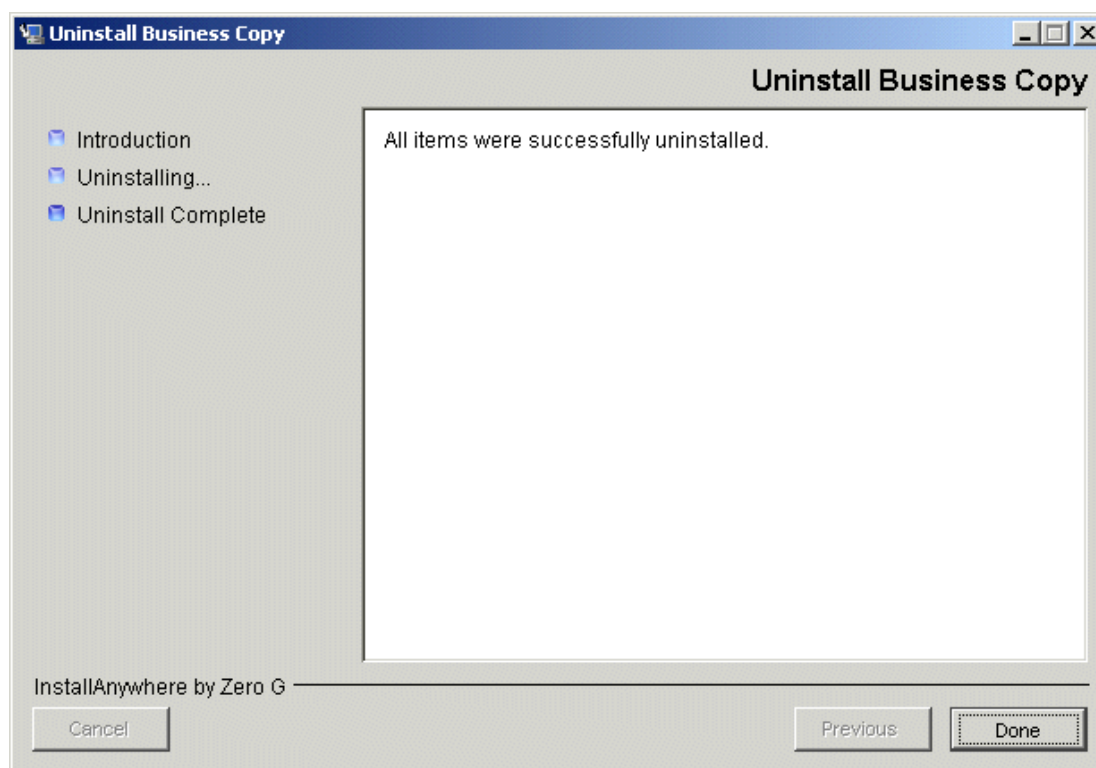 Uninstall Business Copy
Uninstall Business Copy
Introduction
Uninstalling...
Uninstall Complete
All items were successfully uninstalled.
InstallAnywhere by Zero G
Cancel
Previous
Done